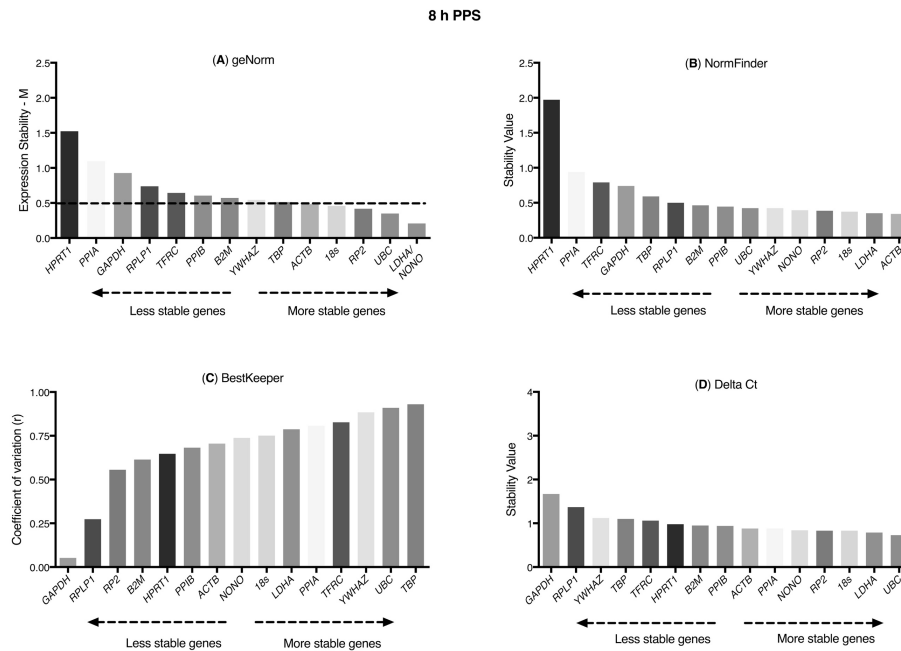 8 h PPS
(A) geNorm
Expression Stability - M
2.5
2.0
1.5
1.0
0.5
0.0
HPRT1
PPIA
GAPDH
RPLP1
TFRC
PPIB
B2M
YWHAZ
TBP
ACTB
18s
RP2
UBC
LDHA/
NONO
Less stable genes
More stable genes
(B) NormFinder
Stability Value
2.5
2.0
1.5
1.0
0.5
0.0
HPRT1
PPIA
TFRC
GAPDH
TBP
RPLP1
B2M
PPIB
UBC
YWHAZ
NONO
RP2
18s
LDHA
ACTB
Less stable genes
More stable genes
(C) BestKeeper
Coefficient of variation (r)
1.00
0.75
0.50
0.25
0.00
GAPDH
RPLP1
RP2
B2M
HPRT1
PPIB
ACTB
NONO
18s
LDHA
PPIA
TFRC
YWHAZ
UBC
TBP
Less stable genes
More stable genes
(D) Delta Ct
Stability Value
4
3
2
1
0
GAPDH
RPLP1
YWHAZ
TBP
TFRC
HPRT1
B2M
PPIB
ACTB
PPIA
NONO
RP2
18s
LDHA
UBC
Less stable genes
More stable genes